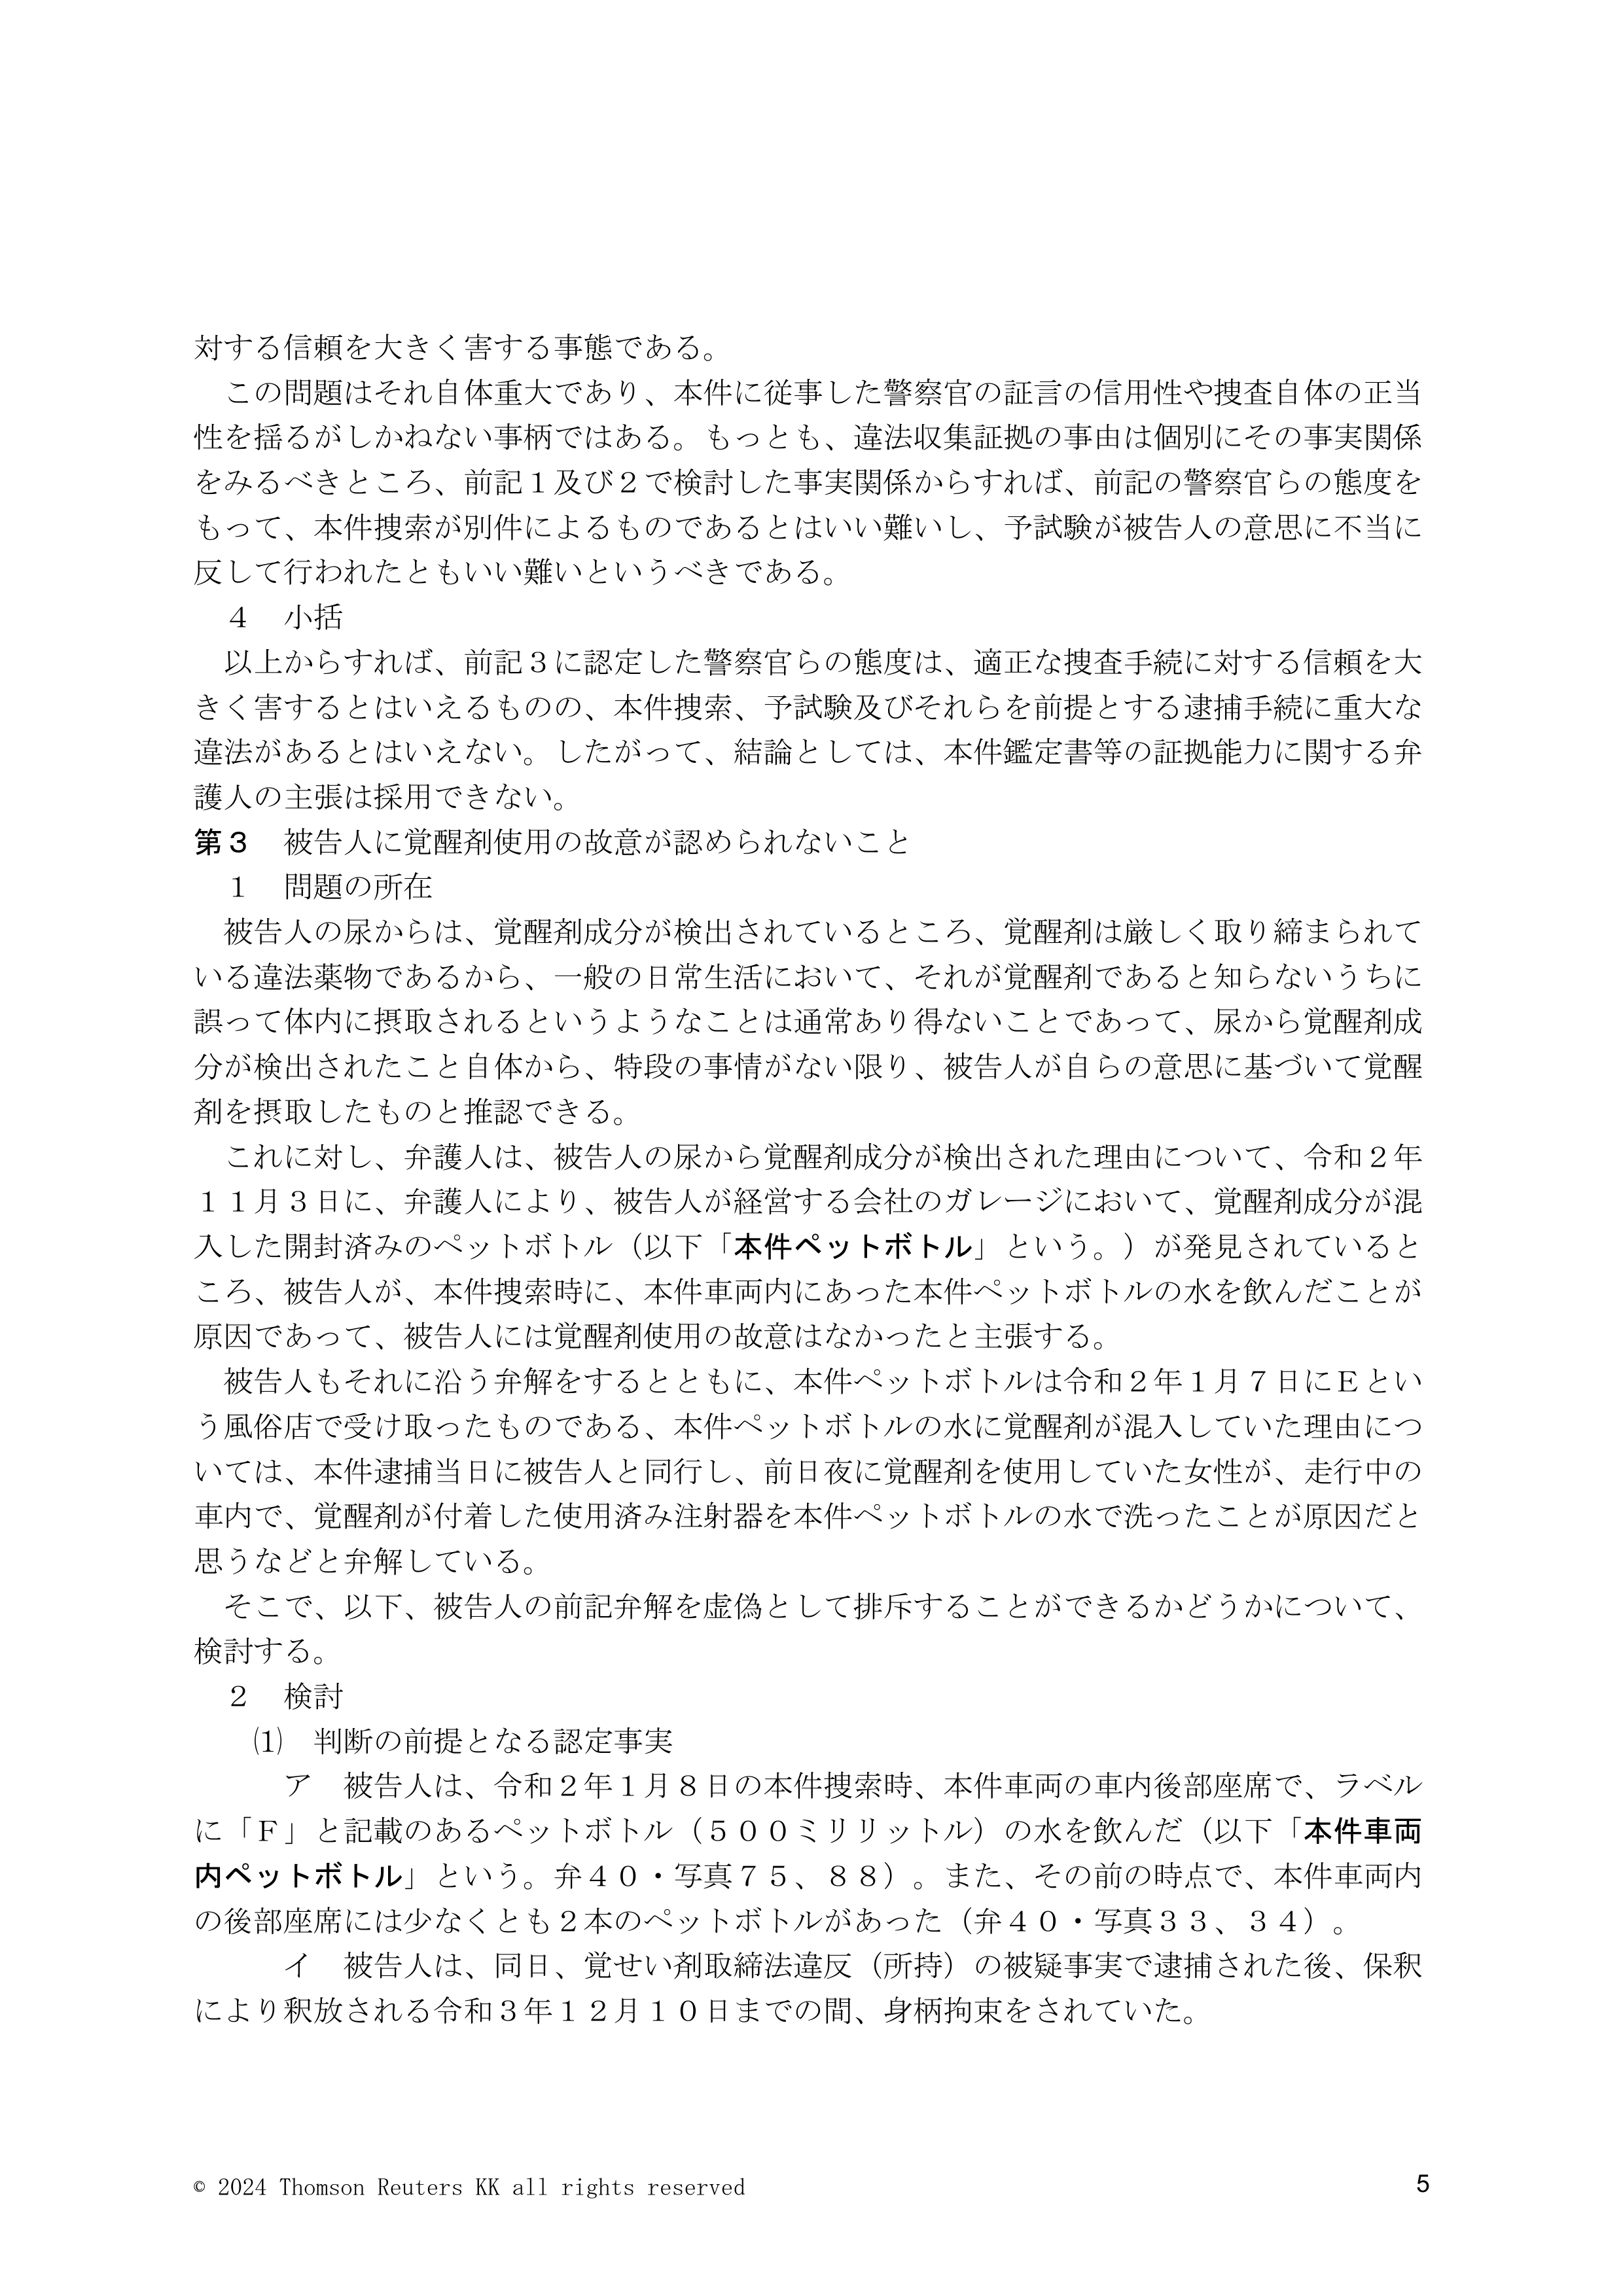 対する信頼を大きく害する事態である。
　この問題はそれ自体重大であり、本件に従事した警察官の証言の信用性や捜査自体の正当
性を揺るがしかねない事柄ではある。もっとも、違法収集証拠の事由は個別にその事実関係
をみるべきところ、前記１及び２で検討した事実関係からすれば、前記の警察官らの態度を
もって、本件捜索が別件によるものであるとはいい難いし、予試験が被告人の意思に不当に
反して行われたともいい難いというべきである。
　４　小括
　以上からすれば、前記３に認定した警察官らの態度は、適正な捜査手続に対する信頼を大
きく害するとはいえるものの、本件捜索、予試験及びそれらを前提とする逮捕手続に重大な
違法があるとはいえない。したがって、結論としては、本件鑑定書等の証拠能力に関する弁
護人の主張は採用できない。
第３　被告人に覚醒剤使用の故意が認められないこと
　１　問題の所在
　被告人の尿からは、覚醒剤成分が検出されているところ、覚醒剤は厳しく取り締まられて
いる違法薬物であるから、一般の日常生活において、それが覚醒剤であると知らないうちに
誤って体内に摂取されるというようなことは通常あり得ないことであって、尿から覚醒剤成
分が検出されたこと自体から、特段の事情がない限り、被告人が自らの意思に基づいて覚醒
剤を摂取したものと推認できる。
　これに対し、弁護人は、被告人の尿から覚醒剤成分が検出された理由について、令和２年
１１月３日に、弁護人により、被告人が経営する会社のガレージにおいて、覚醒剤成分が混
入した開封済みのペットボトル（以下「本件ペットボトル」という。）が発見されているところ
ころ、被告人が、本件捜索時に、本件車両内にあった本件ペットボトルの水を飲んだことが
原因であって、被告人には覚醒剤使用の故意はなかったと主張する。
　被告人もそれに沿う弁解をするとともに、本件ペットボトルは令和２年１月７日にＥとい
う風俗店で受け取ったものである、本件ペットボトルの水に覚醒剤が混入していた理由につ
いては、本件逮捕当日に被告人と同行し、前日夜に覚醒剤を使用していた女性が、走行中の
車内で、覚醒剤が付着した使用済み注射器を本件ペットボトルの水で洗ったことが原因だと
思うなどと弁解している。
　そこで、以下、被告人の前記弁解を虚偽として排斥することができるかどうかについて、
検討する。
　２　検討
　　⑴　判断の前提となる認定事実
　　　ア　被告人は、令和２年１月８日の本件捜索時、本件車両の車内後部座席で、ラベル
に「Ｆ」と記載のあるペットボトル（５００ミリリットル）の水を飲んだ（以下「本件車両
内ペットボトル」という。弁４０・写真７５、８８）。また、その前の時点で、本件車両内
の後部座席には少なくとも２本のペットボトルがあった（弁４０・写真３３、３４）。
　　　イ　被告人は、同日、覚せい剤取締法違反（所持）の被疑事実で逮捕された後、保釈
により釈放される令和３年１２月１０日までの間、身柄拘束をされていた。
© 2024 Thomson Reuters KK all rights reserved
5